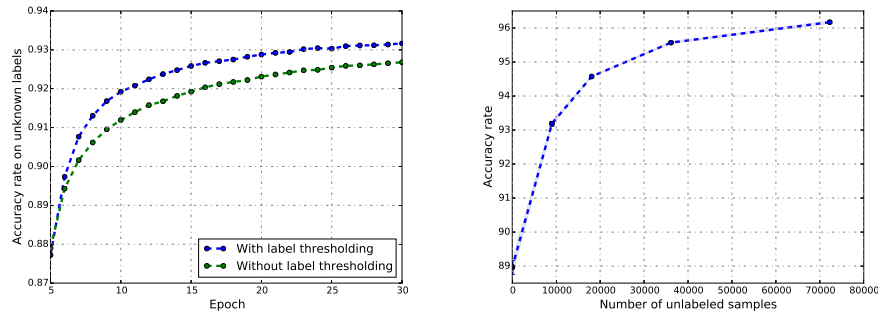 0.94
0.93
0.92
0.91
0.90
0.89
0.88
0.87
Accuracy rate on unknown labels
With label thresholding
Without label thresholding
5 10 15 20 25 30
Epoch
96
95
94
93
92
91
90
89
Accuracy rate
0 10000 20000 30000 40000 50000 60000 70000 80000
Number of unlabeled samples